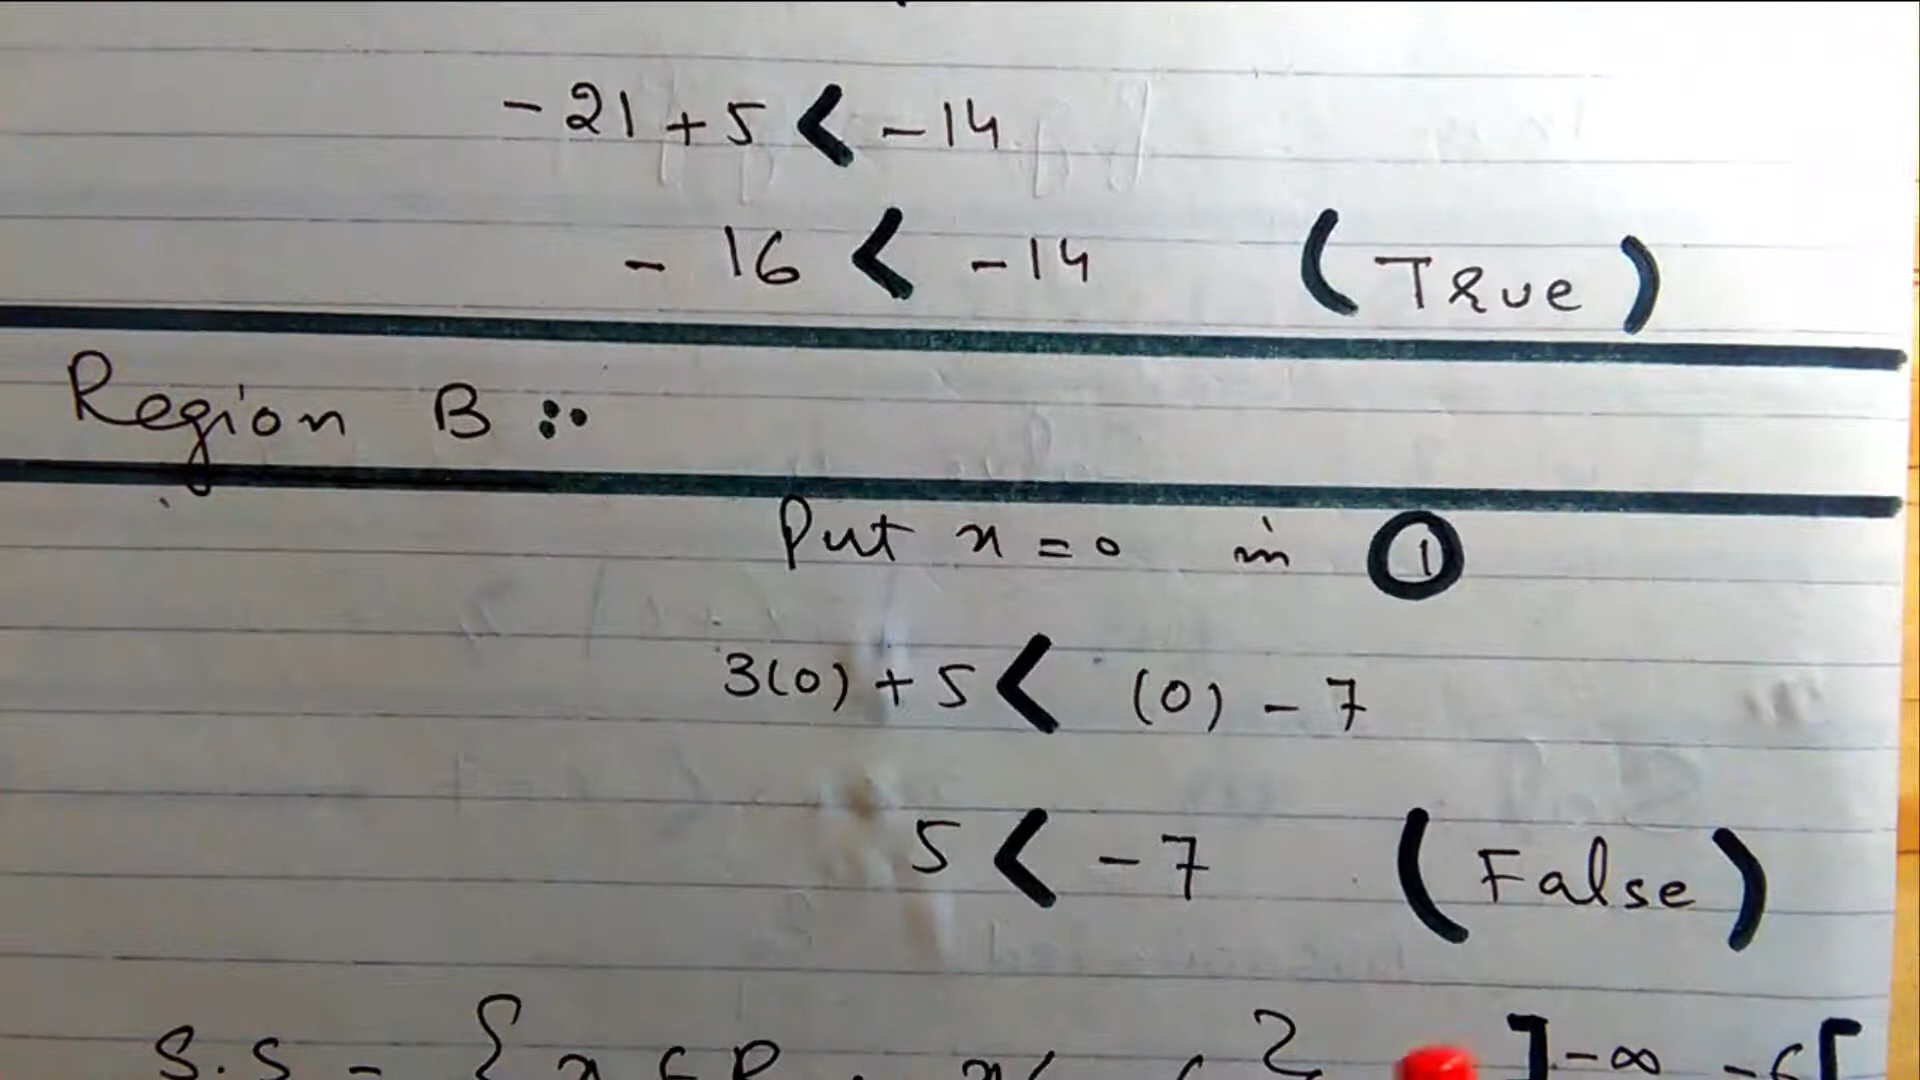 -21 + 5 < -14
- 16 < -14 (True)
Region B :·
Put x = 0 in ①
3(0) + 5 < (0) - 7
5 < -7 (False)
S.S = { x ∈ R ; x < } ]-∞ -6[